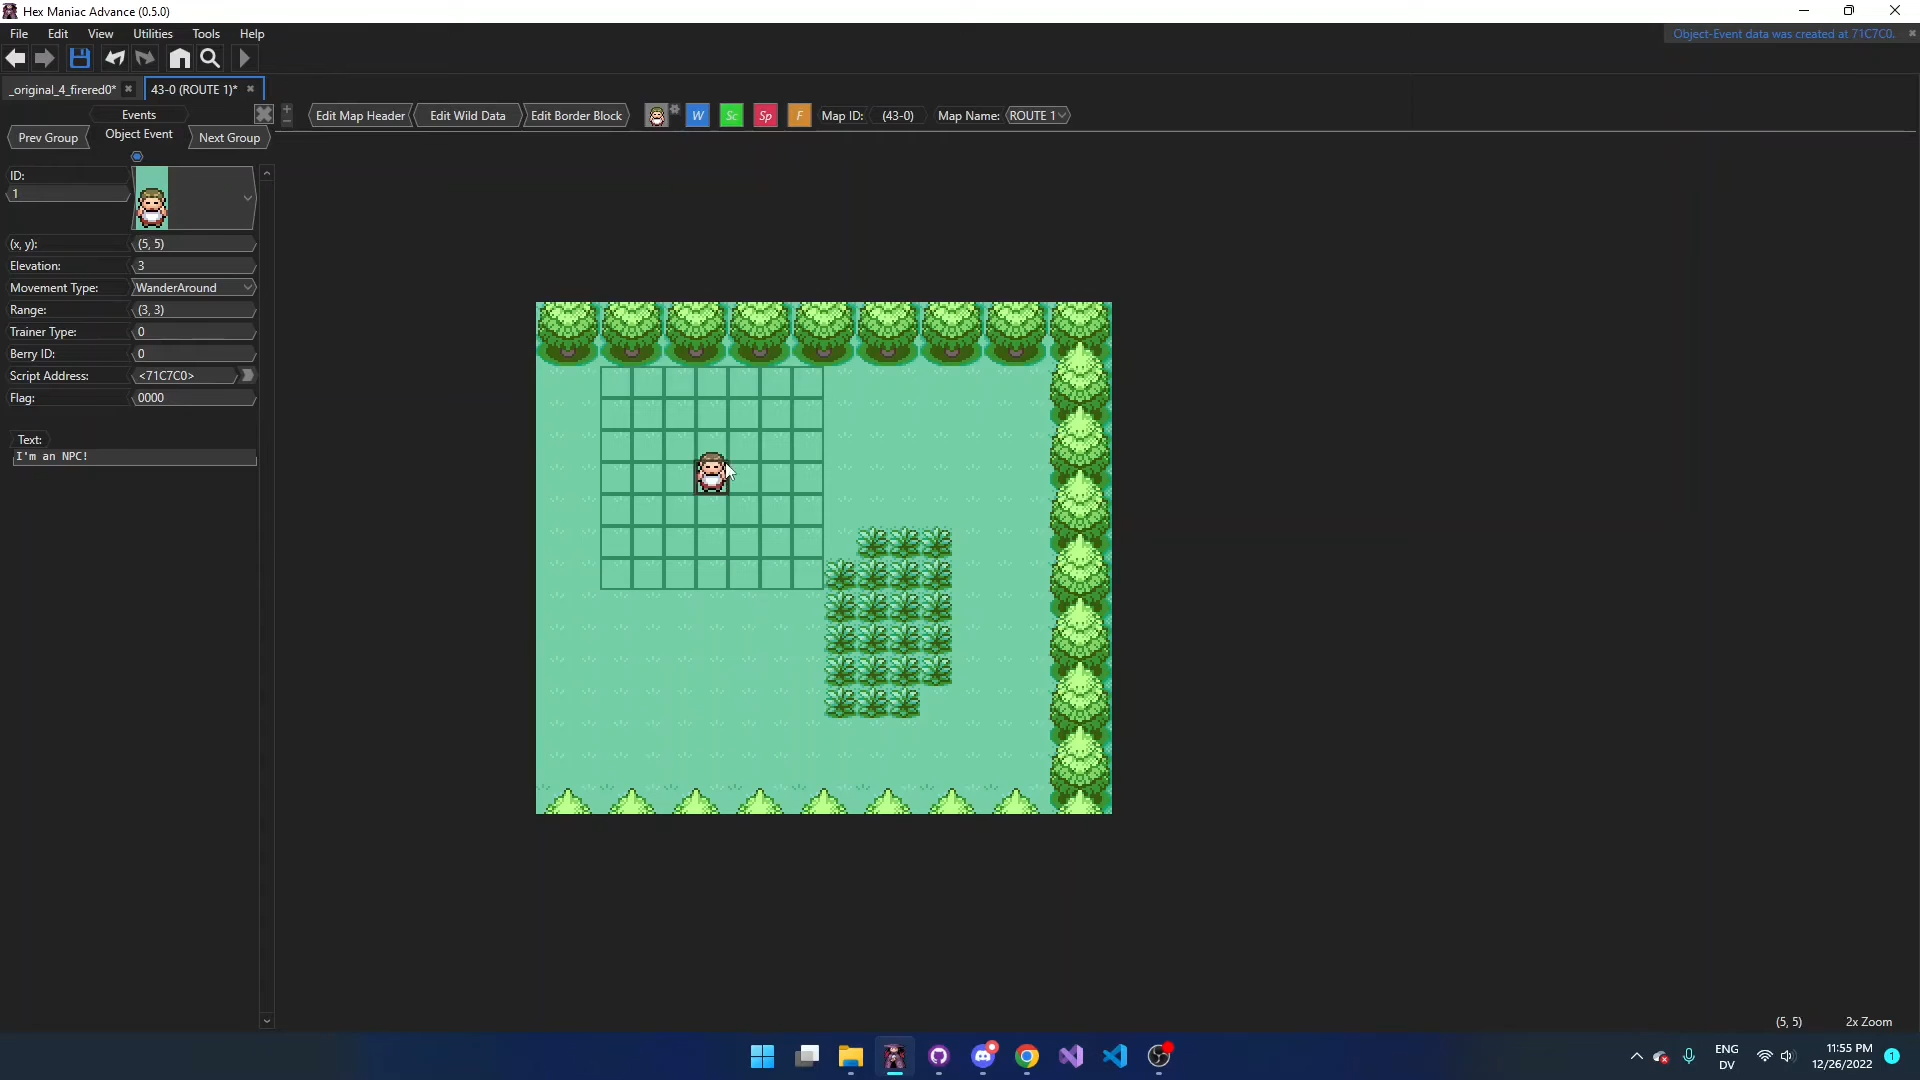 Hex Maniac Advance (0.5.0)
File Edit View Utilities Tools Help
Object-Event data was created at 71C7C0.
_original_4_firered0* 43-0 (ROUTE 1)*
Events
Prev Group Object Event Next Group
Edit Map Header Edit Wild Data Edit Border Block W Sc Sp F Map ID: (43-0) Map Name: ROUTE 1
ID:
1
(x, y): (5, 5)
Elevation: 3
Movement Type: WanderAround
Range: (3, 3)
Trainer Type: 0
Berry ID: 0
Script Address: <71C7C0>
Flag: 0000
Text:
I'm an NPC!
(5, 5) 2x Zoom
ENG
DV
11:55 PM
12/26/2022
1